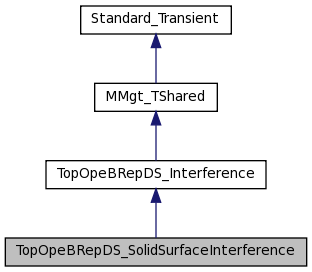 Standard_Transient
MMgt_TShared
TopOpeBRepDS_Interference
TopOpeBRepDS_SolidSurfaceInterference